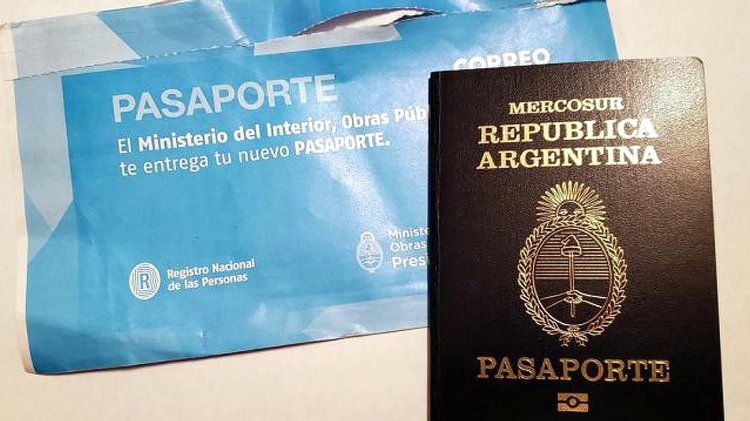 CORREO
PASAPORTE
El Ministerio del Interior, Obras Púb
te entrega tu nuevo PASAPORTE.
Registro Nacional
de las Personas
Minist
Obras
Pres
MERCOSUR
REPUBLICA
ARGENTINA
PASAPORTE